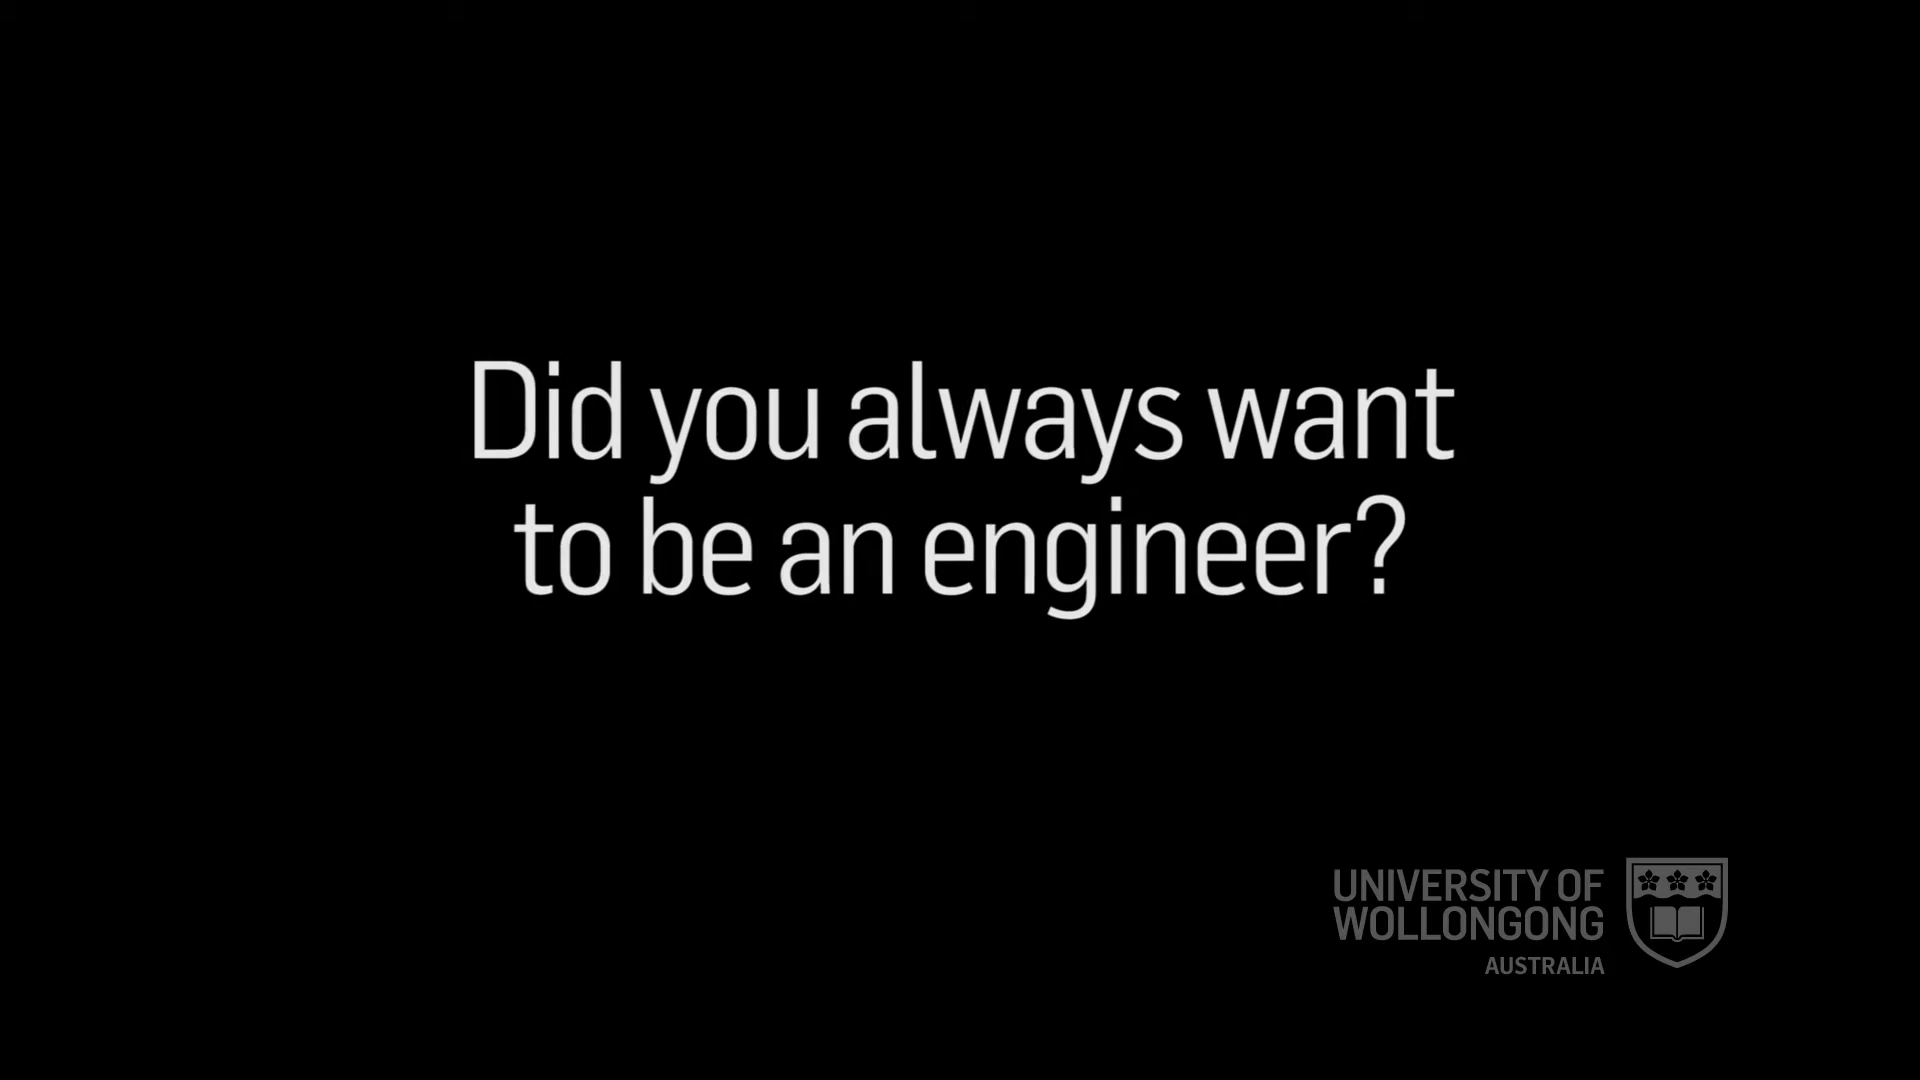 Did you always want
to be an engineer?
UNIVERSITY OF
WOLLONGONG
AUSTRALIA